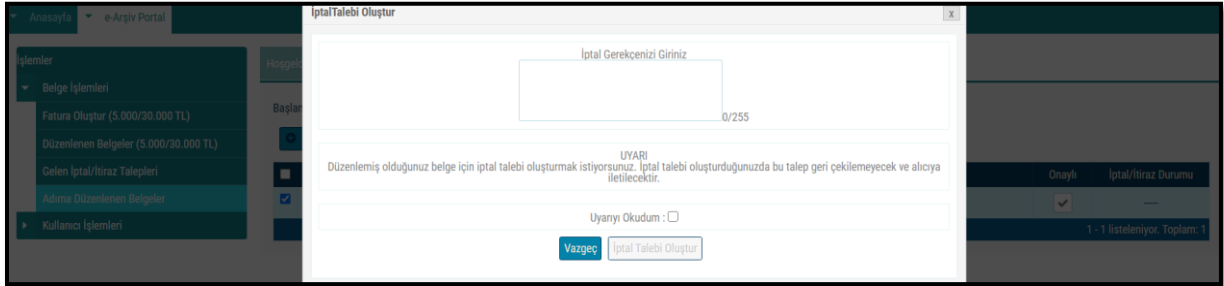 Anasayfa
e-Arşiv Portal
İptalTalebi Oluştur
x
İşlemler
Belge İşlemleri
Fatura Oluştur (5.000/30.000 TL)
Düzenlenen Belgeler (5.000/30.000 TL)
Gelen İptal/İtiraz Talepleri
Adıma Düzenlenen Belgeler
Kullanıcı İşlemleri
Hoşgeld
Başlan
İptal Gerekçenizi Giriniz
0/255
UYARI
Düzenlemiş olduğunuz belge için iptal talebi oluşturmak istiyorsunuz. İptal talebi oluşturduğunuzda bu talep geri çekilemeyecek ve alıcıya
iletilecektir.
Uyarıyı Okudum :
Vazgeç
İptal Talebi Oluştur
Onaylı
İptal/İtiraz Durumu
----
1 - 1 listeleniyor. Toplam: 1